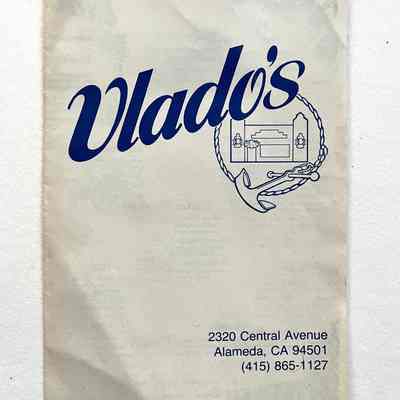 Vlado's
2320 Central Avenue
Alameda, CA 94501
(415) 865-1127